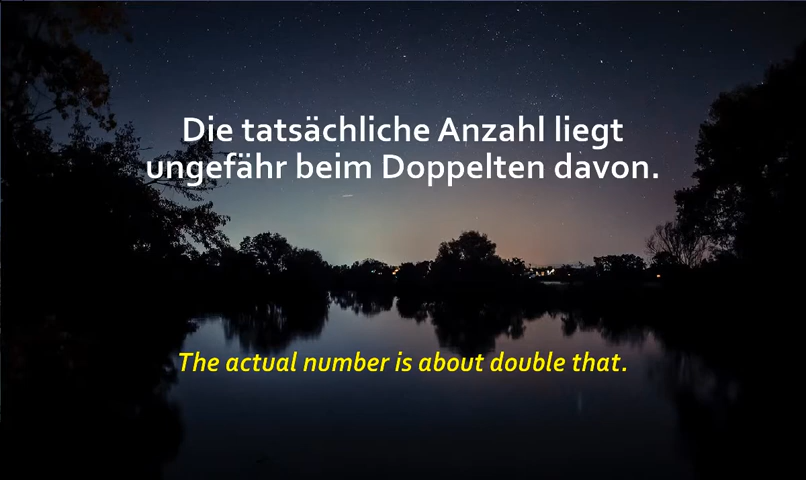 Die tatsächliche Anzahl liegt
ungefähr beim Doppelten davon.
The actual number is about double that.